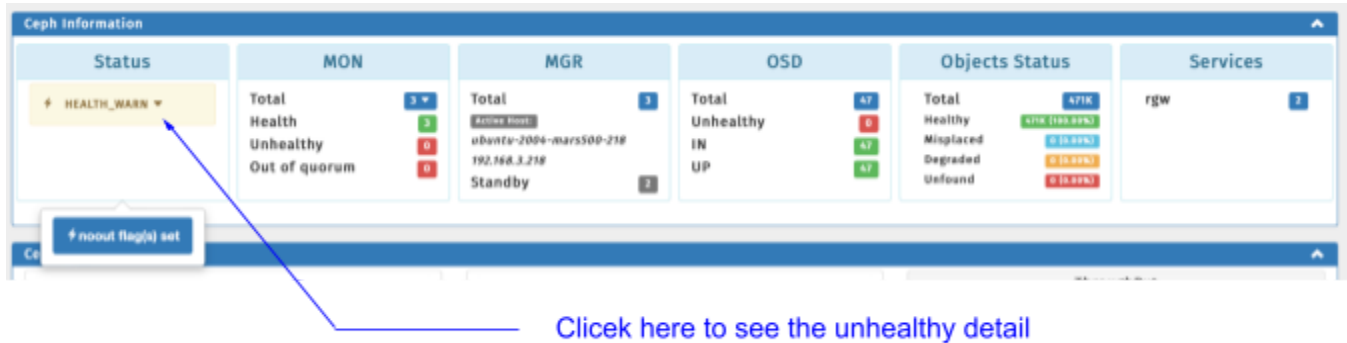 Ceph Information
Status
HEALTH_WARN
noout flag(s) set
MON
Total 3
Health 3
Unhealthy 0
Out of quorum 0
MGR
Total 3
Active Host:
ubuntu-2004-mars500-218
192.168.3.218
Standby 2
OSD
Total 47
Unhealthy 0
IN 47
UP 47
Objects Status
Total 471K
Healthy 471K (100.00%)
Misplaced 0 (0.00%)
Degraded 0 (0.00%)
Unfound 0 (0.00%)
Services
rgw 2
Ce
Clicek here to see the unhealthy detail